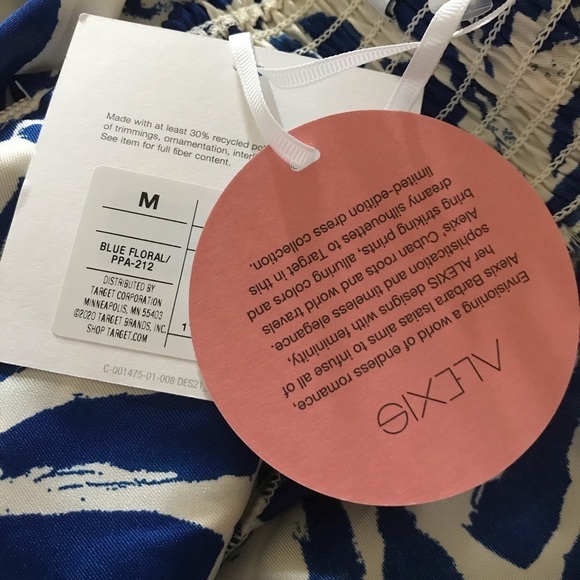 Made with at least 30% recycled
of trimmings, ornamentation,
See item for full fiber content.
M
BLUE FLORAL/
PPA-212
DISTRIBUTED BY
TARGET CORPORATION
MINNEAPOLIS, MN 55403
©2020 TARGET BRANDS, INC.
SHOP TARGET.COM
1
C-001475-01-008 DES21
ALEXIS
Envisioning a world of endless romance,
Alexis Barbara Isaias aims to infuse all of
her ALEXIS designs with femininity,
sophistication and timeless elegance.
Alexis' Cuban roots and world travels
bring striking prints, alluring colors and
dreamy silhouettes to Target in this
limited-edition dress collection.